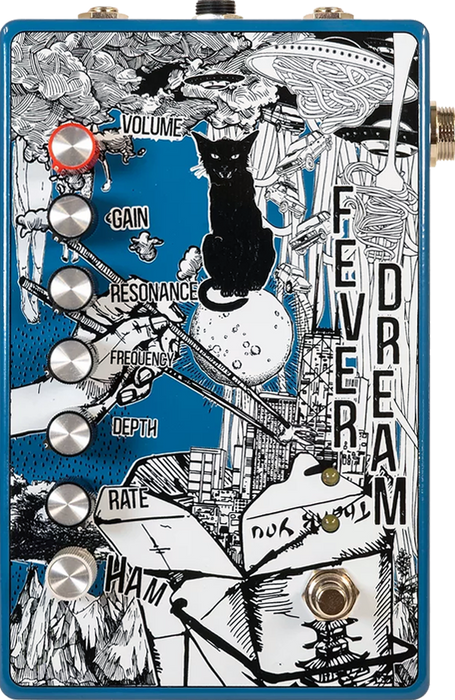 VOLUME
GAIN
RESONANCE
FREQUENCY
DEPTH
RATE
HAM
FEVER
DREAM
THANK YOU